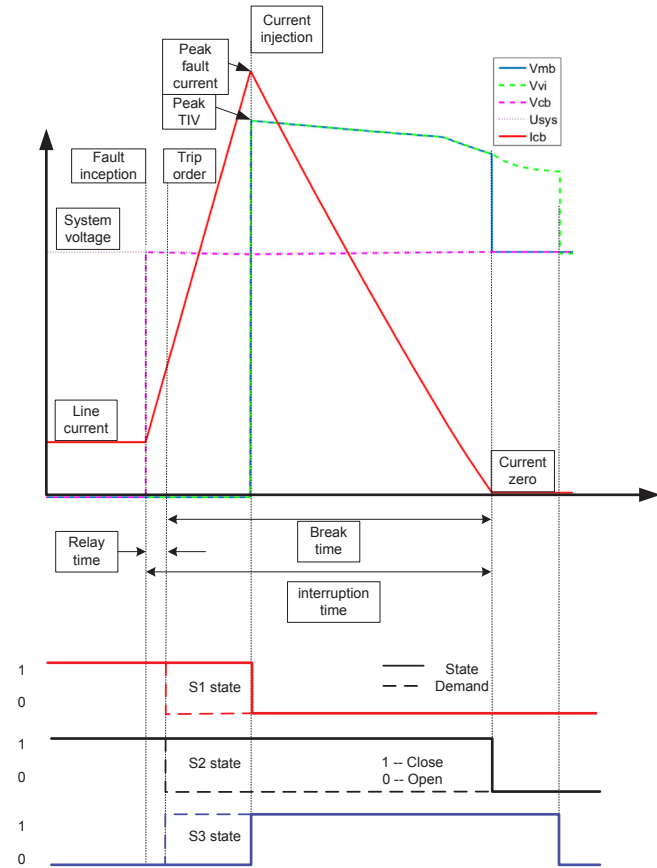 Current
injection
Peak
fault
current
Peak
TIV
Vmb
Vvi
Vcb
Usys
Icb
Fault
inception
Trip
order
System
voltage
Line
current
Current
zero
Relay
time
Break
time
interruption
time
1
0
S1 state
State
Demand
1
0
S2 state
1 -- Close
0 -- Open
1
0
S3 state